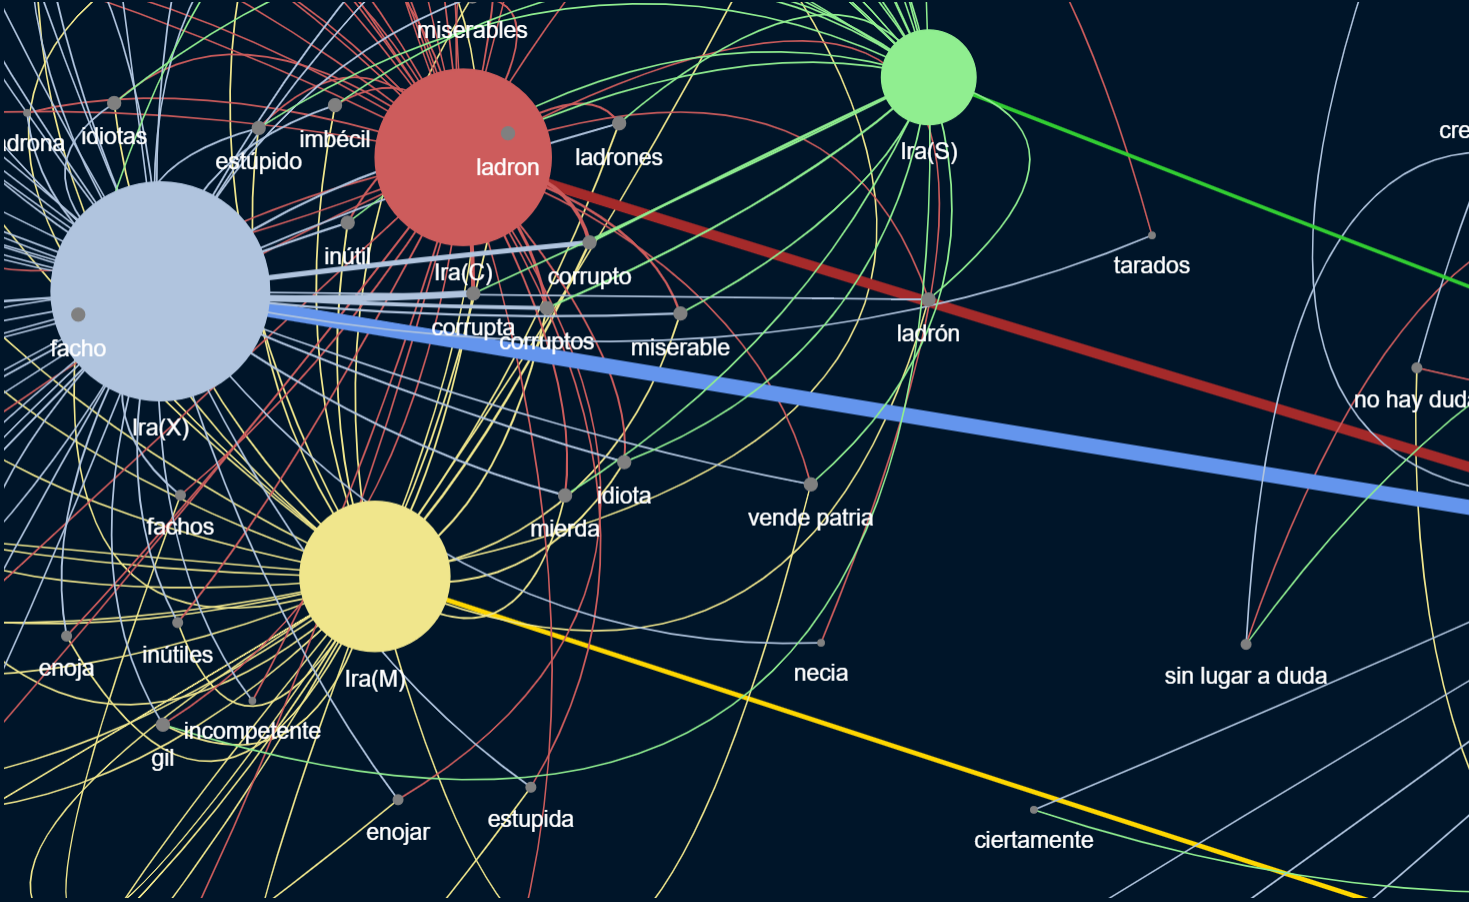 miserables
cre
adrona
idiotas
estúpido
imbécil
ladron
ladrones
Ira(S)
inútil
Ira(C)
corrupto
tarados
corrupta
corruptos
miserable
ladrón
facho
no hay duda
Ira(X)
fachos
mierda
idiota
vende patria
enoja
inútiles
Ira(M)
necia
sin lugar a duda
incompetente
gil
enojar
estupida
ciertamente